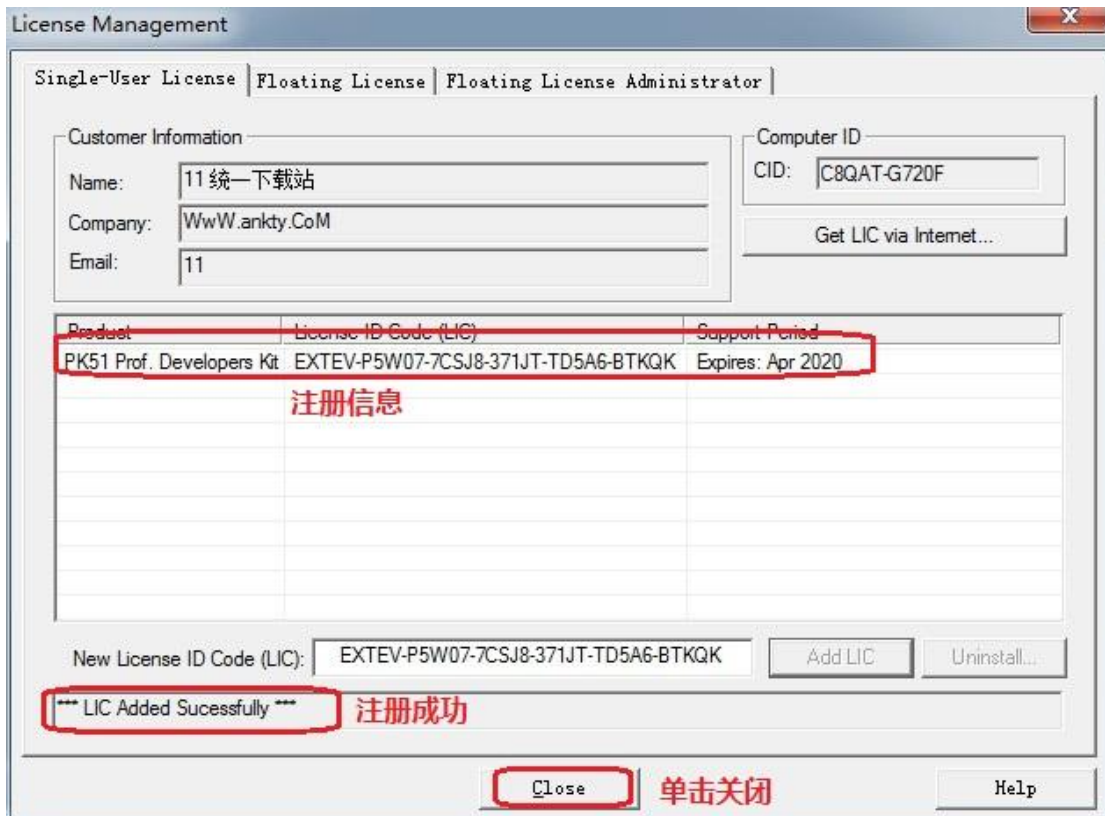 License Management
Single-User License Floating License Floating License Administrator
Customer Information
Name: 11 统一下载站
Company: WwW.ankty.CoM
Email: 11
Computer ID
CID: C8QAT-G720F
Get LIC via Internet...
Product License ID Code (LIC) Support Period
PK51 Prof. Developers Kit EXTEV-P5W07-7CSJ8-371JT-TD5A6-BTKQK Expires: Apr 2020
注册信息
New License ID Code (LIC): EXTEV-P5W07-7CSJ8-371JT-TD5A6-BTKQK Add LIC Uninstall...
*** LIC Added Sucessfully *** 注册成功
Close 单击关闭 Help